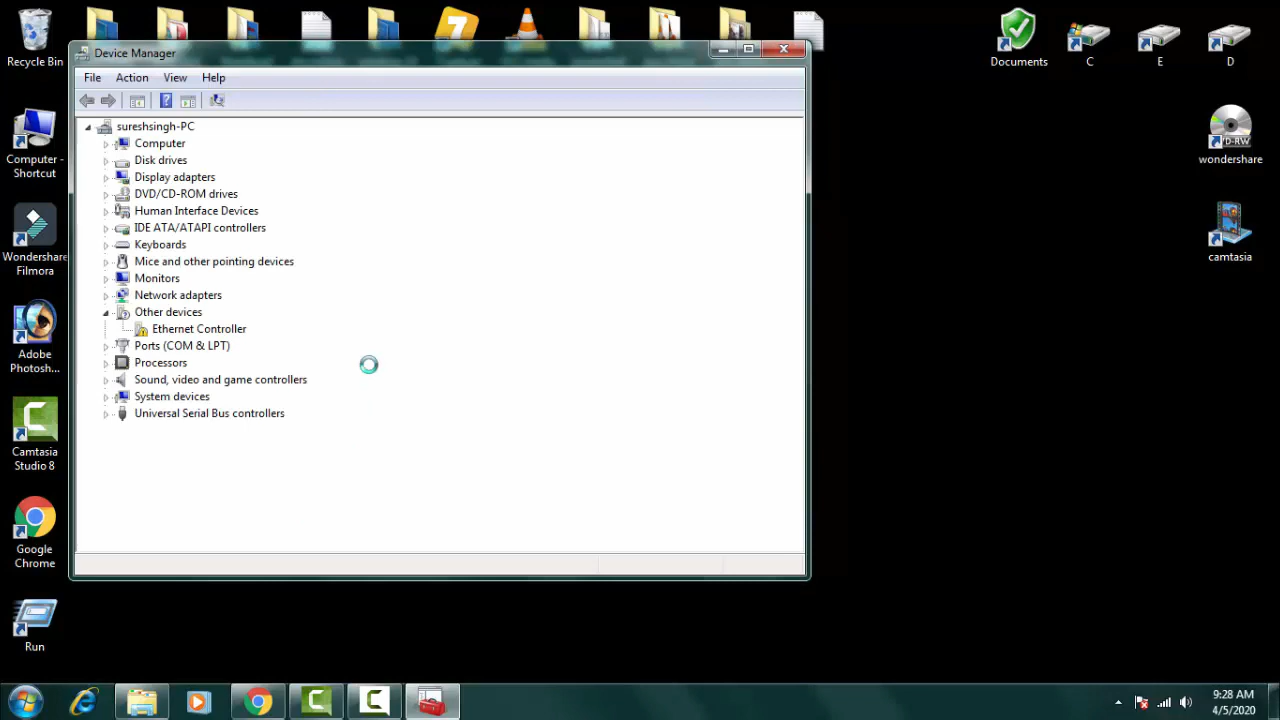 Device Manager
File Action View Help
sureshsingh-PC
Computer
Disk drives
Display adapters
DVD/CD-ROM drives
Human Interface Devices
IDE ATA/ATAPI controllers
Keyboards
Mice and other pointing devices
Monitors
Network adapters
Other devices
Ethernet Controller
Ports (COM & LPT)
Processors
Sound, video and game controllers
System devices
Universal Serial Bus controllers
Recycle Bin
Computer -
Shortcut
Wondershare
Filmora
Adobe
Photosh...
Camtasia
Studio 8
Google
Chrome
Run
7
Documents
C
E
D
wondershare
camtasia
9:28 AM
4/5/2020